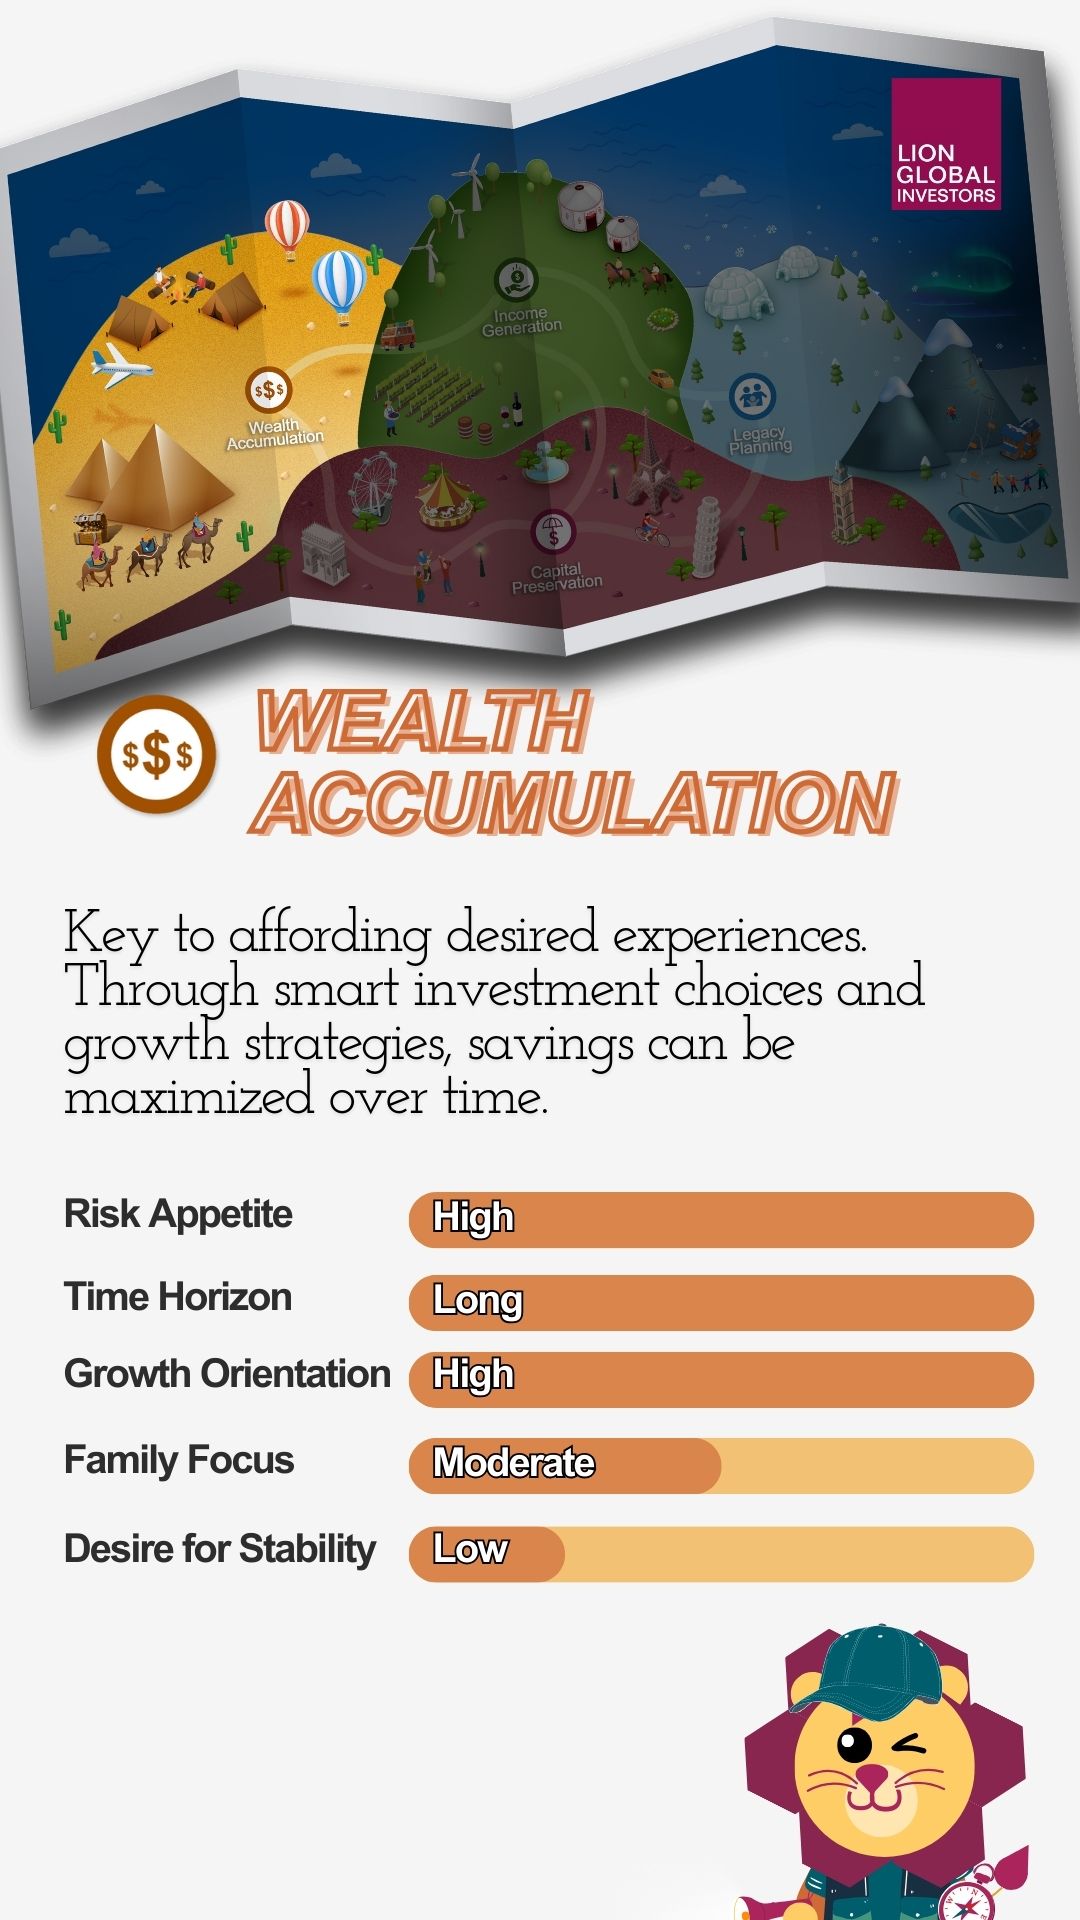 LION
GLOBAL
INVESTORS
Income
Generation
$$$
Wealth
Accumulation
Legacy
Planning
$
Capital
Preservation
$$$
WEALTH
ACCUMULATION
Key to affording desired experiences.
Through smart investment choices and
growth strategies, savings can be
maximized over time.
Risk Appetite High
Time Horizon Long
Growth Orientation High
Family Focus Moderate
Desire for Stability Low